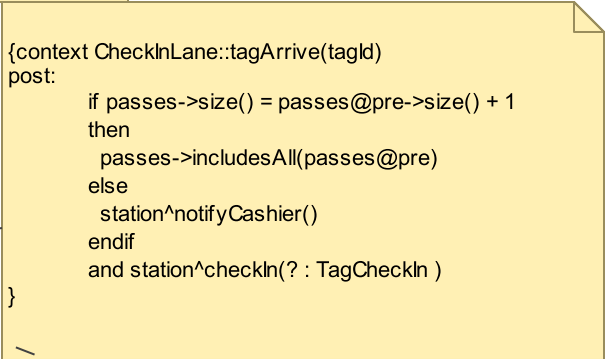 {context CheckInLane::tagArrive(tagId)
post:
if passes->size() = passes@pre->size() + 1
then
passes->includesAll(passes@pre)
else
station^notifyCashier()
endif
and station^checkIn(? : TagCheckIn )
}